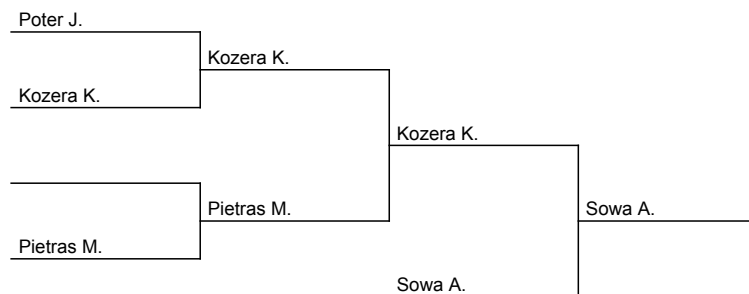 Poter J.
Kozera K.
Kozera K.
Kozera K.
Pietras M.
Sowa A.
Pietras M.
Sowa A.